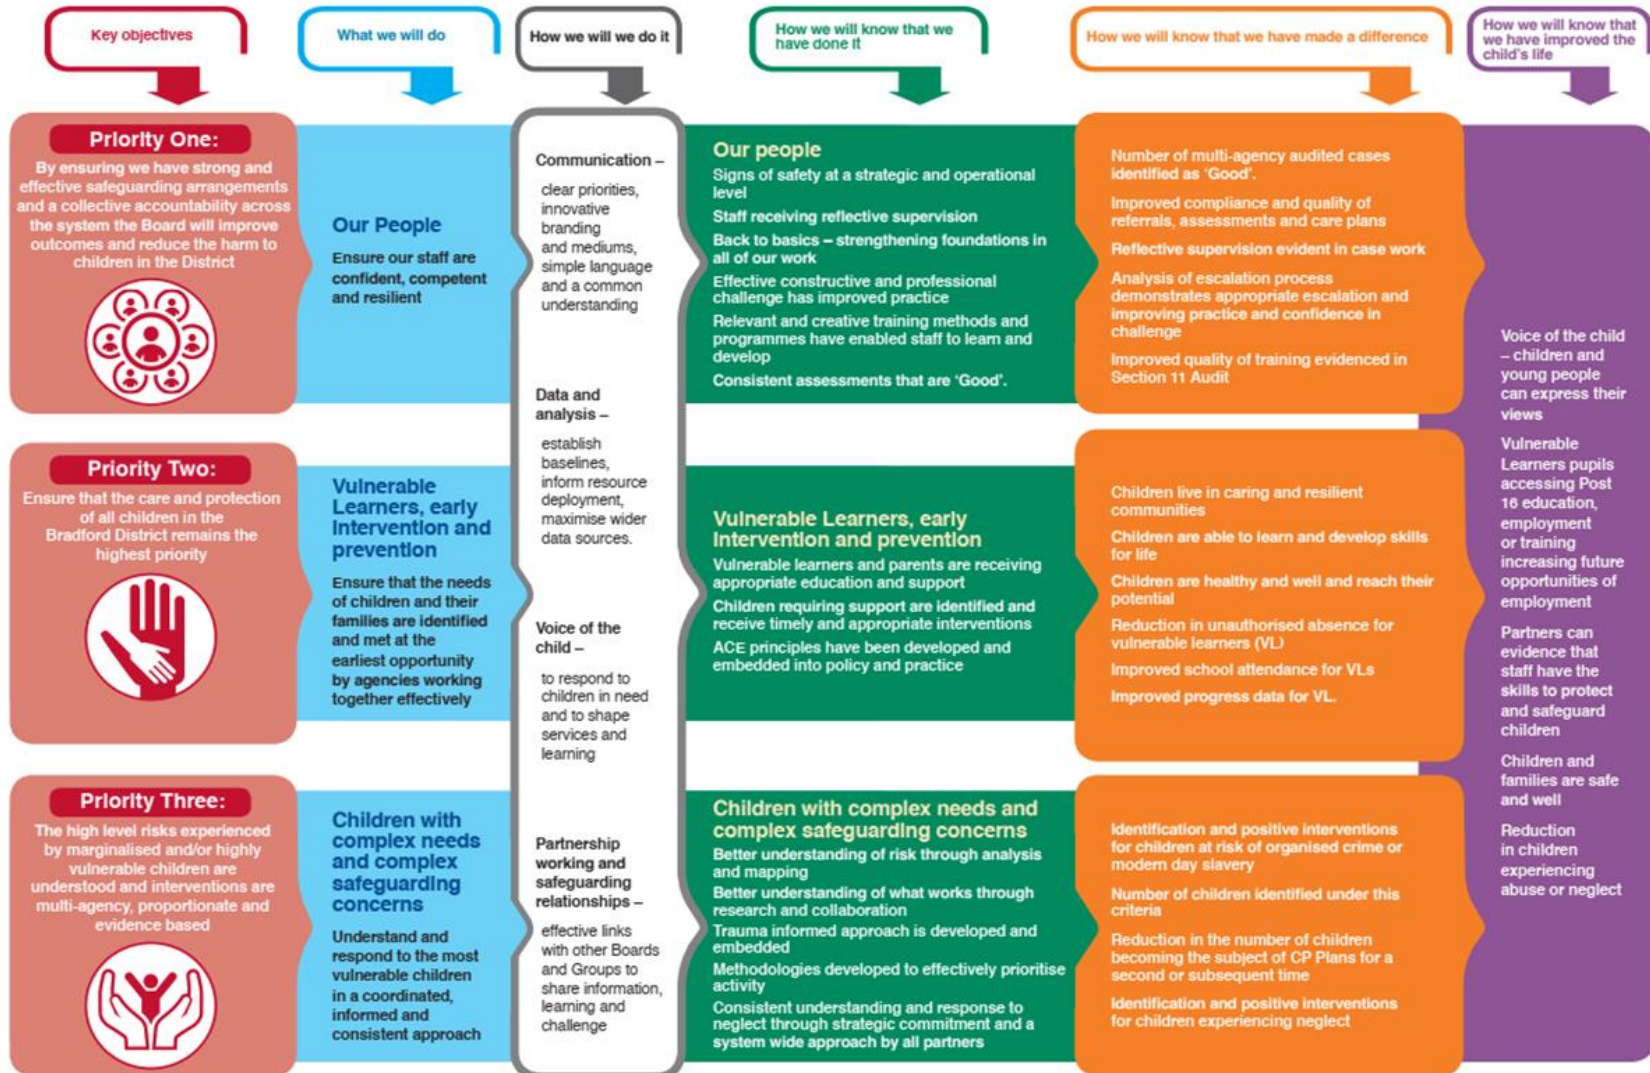 Key objectives
What we will do
How we will we do it
How we will know that we
have done it
How we will know that we have made a difference
How we will know that
we have improved the
child's life
Priority One:
By ensuring we have strong and
effective safeguarding arrangements
and a collective accountability across
the system the Board will improve
outcomes and reduce the harm to
children in the District
Our People
Ensure our staff are
confident, competent
and resilient
Communication –
clear priorities,
innovative
branding
and mediums,
simple language
and a common
understanding
Data and
analysis –
establish
baselines,
inform resource
deployment,
maximise wider
data sources.
Voice of the
child –
to respond to
children in need
and to shape
services and
learning
Partnership
working and
safeguarding
relationships –
effective links
with other Boards
and Groups to
share information,
learning and
challenge
Our people
Signs of safety at a strategic and operational
level
Staff receiving reflective supervision
Back to basics – strengthening foundations in
all of our work
Effective constructive and professional
challenge has improved practice
Relevant and creative training methods and
programmes have enabled staff to learn and
develop
Consistent assessments that are ‘Good’.
Number of multi-agency audited cases
identified as ‘Good’.
Improved compliance and quality of
referrals, assessments and care plans
Reflective supervision evident in case work
Analysis of escalation process
demonstrates appropriate escalation and
improving practice and confidence in
challenge
Improved quality of training evidenced in
Section 11 Audit
Priority Two:
Ensure that the care and protection
of all children in the
Bradford District remains the
highest priority
Vulnerable
Learners, early
intervention and
prevention
Ensure that the needs
of children and their
families are identified
and met at the
earliest opportunity
by agencies working
together effectively
Vulnerable Learners, early
intervention and prevention
Vulnerable learners and parents are receiving
appropriate education and support
Children requiring support are identified and
receive timely and appropriate interventions
ACE principles have been developed and
embedded into policy and practice
Children live in caring and resilient
communities
Children are able to learn and develop skills
for life
Children are healthy and well and reach their
potential
Reduction in unauthorised absence for
vulnerable learners (VL)
Improved school attendance for VLs
Improved progress data for VL.
Priority Three:
The high level risks experienced
by marginalised and/or highly
vulnerable children are
understood and interventions are
multi-agency, proportionate and
evidence based
Children with
complex needs
and complex
safeguarding
concerns
Understand and
respond to the most
vulnerable children
in a coordinated,
informed and
consistent approach
Children with complex needs and
complex safeguarding concerns
Better understanding of risk through analysis
and mapping
Better understanding of what works through
research and collaboration
Trauma informed approach is developed and
embedded
Methodologies developed to effectively prioritise
activity
Consistent understanding and response to
neglect through strategic commitment and a
system wide approach by all partners
Identification and positive interventions
for children at risk of organised crime or
modern day slavery
Number of children identified under this
criteria
Reduction in the number of children
becoming the subject of CP Plans for a
second or subsequent time
Identification and positive interventions
for children experiencing neglect
Voice of the child
– children and
young people
can express their
views
Vulnerable
Learners pupils
accessing Post
16 education,
employment
or training
increasing future
opportunities of
employment
Partners can
evidence that
staff have the
skills to protect
and safeguard
children
Children and
families are safe
and well
Reduction
in children
experiencing
abuse or neglect